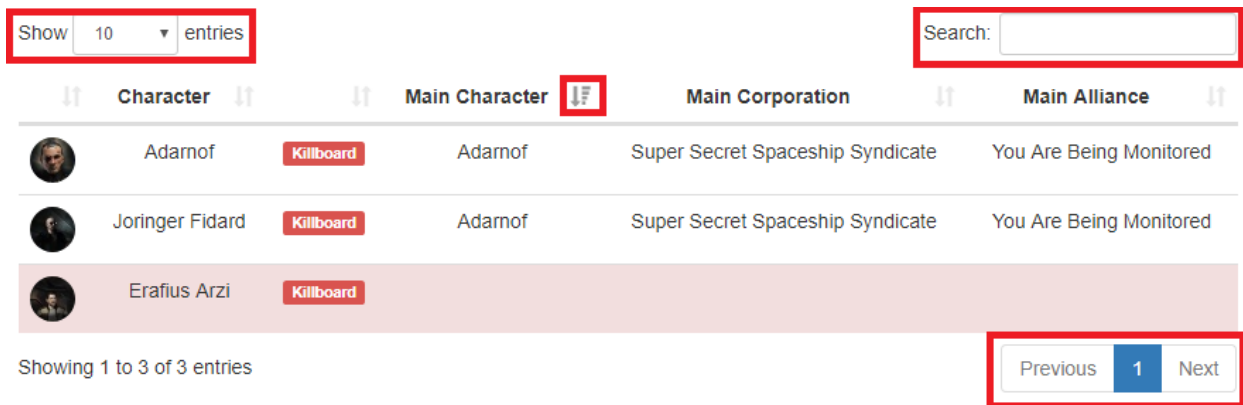 Show 10 entries Search:
Character Main Character Main Corporation Main Alliance
Adarnof Killboard Adarnof Super Secret Spaceship Syndicate You Are Being Monitored
Joringer Fidard Killboard Adarnof Super Secret Spaceship Syndicate You Are Being Monitored
Erafius Arzi Killboard
Showing 1 to 3 of 3 entries Previous 1 Next